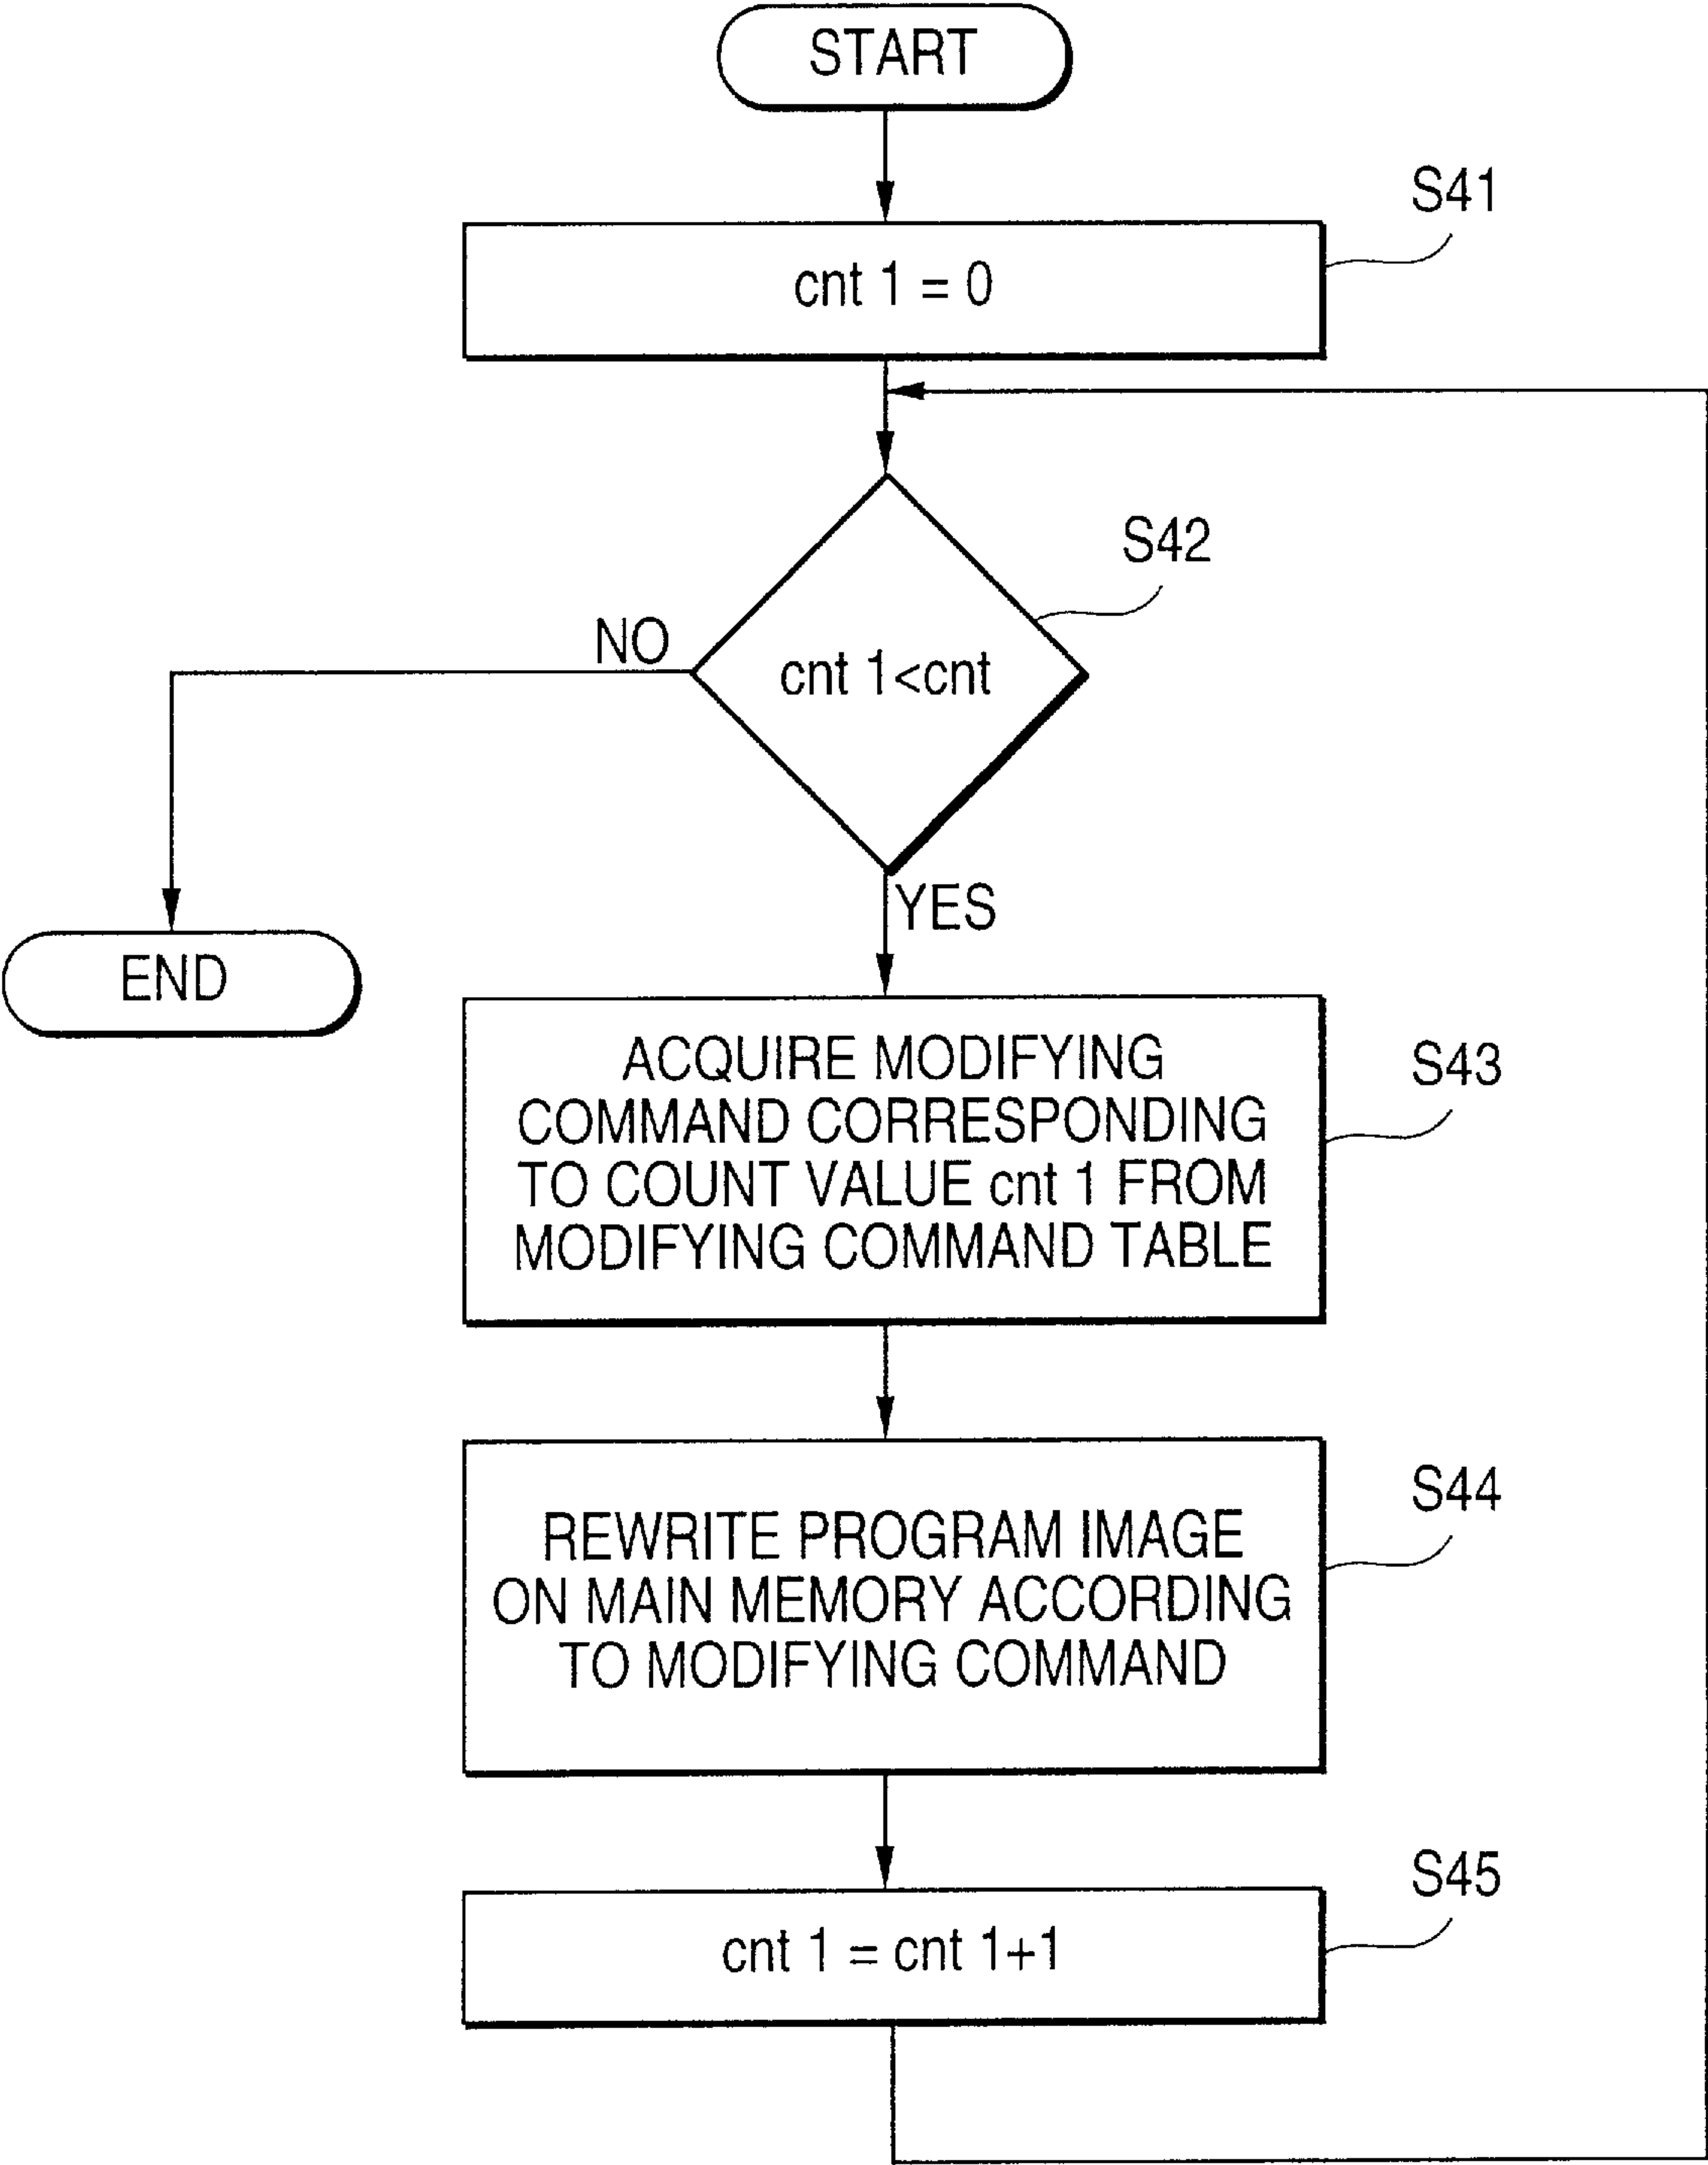 START
S41
cnt 1 = 0
S42
NO
cnt 1<cnt
YES
END
S43
ACQUIRE MODIFYING
COMMAND CORRESPONDING
TO COUNT VALUE cnt 1 FROM
MODIFYING COMMAND TABLE
S44
REWRITE PROGRAM IMAGE
ON MAIN MEMORY ACCORDING
TO MODIFYING COMMAND
S45
cnt 1 = cnt 1+1